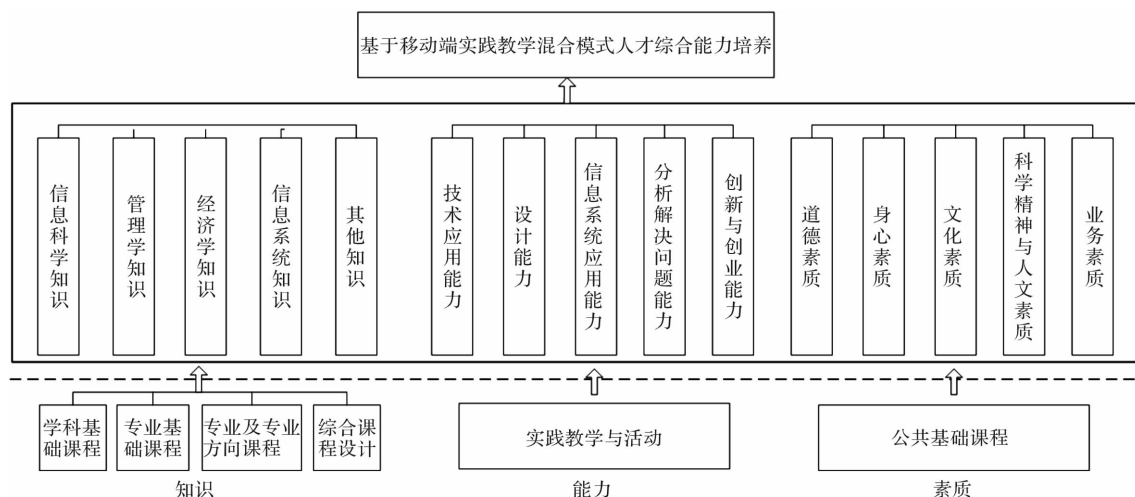 基于移动端实践教学混合模式人才综合能力培养
信息科学知识
管理学知识
经济学知识
信息系统知识
其他知识
技术应用能力
设计能力
信息系统应用能力
分析解决问题能力
创新与创业能力
道德素质
身心素质
文化素质
科学精神与人文素质
业务素质
学科基
础课程
专业基
础课程
专业及专业
方向课程
综合课
程设计
实践教学与活动
公共基础课程
知识
能力
素质